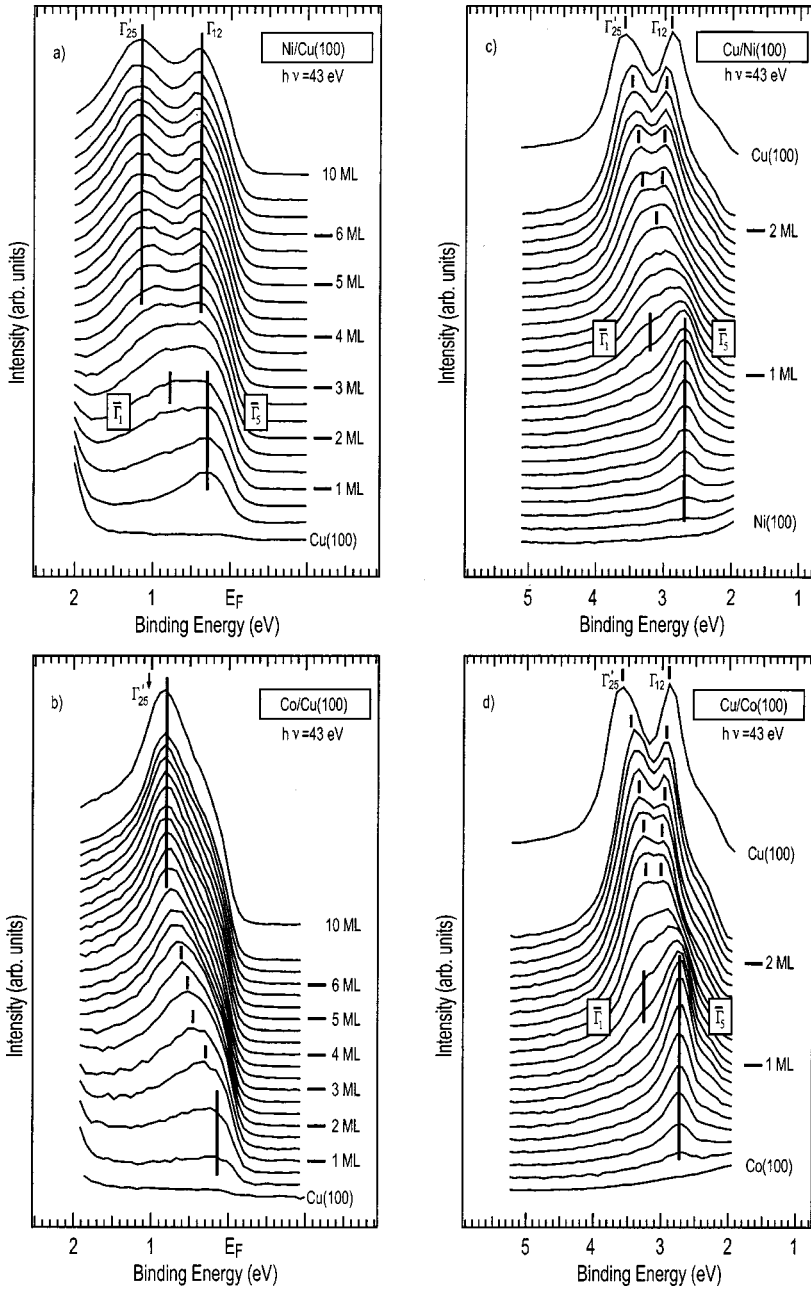 a)
Γ'25
Γ12
Ni/Cu(100)
h ν =43 eV
10 ML
6 ML
5 ML
4 ML
3 ML
2 ML
1 ML
Cu(100)
Γ̅1
Γ̅5
Intensity (arb. units)
2 1 EF
Binding Energy (eV)
c)
Γ'25
Γ12
Cu/Ni(100)
h ν =43 eV
Cu(100)
2 ML
1 ML
Ni(100)
Γ̅1
Γ̅5
Intensity (arb. units)
5 4 3 2 1
Binding Energy (eV)
b)
Γ'25
Co/Cu(100)
h ν =43 eV
10 ML
6 ML
5 ML
4 ML
3 ML
2 ML
1 ML
Cu(100)
Intensity (arb. units)
2 1 EF
Binding Energy (eV)
d)
Γ'25
Γ12
Cu/Co(100)
h ν =43 eV
Cu(100)
2 ML
1 ML
Co(100)
Γ̅1
Γ̅5
Intensity (arb. units)
5 4 3 2 1
Binding Energy (eV)